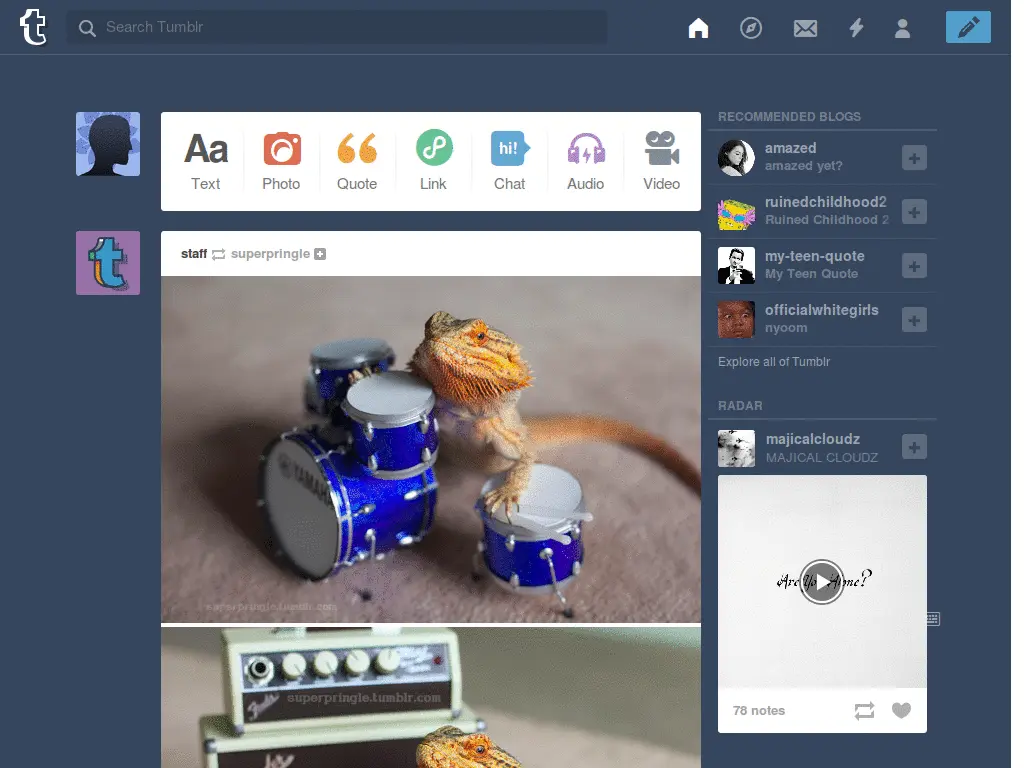 t
Search Tumblr
Aa
hi!
Text
Photo
Quote
Link
Chat
Audio
Video
staff superpringle
YAMAHA
superpringle.tumblr.com
superpringle.tumblr.com
Fender
RECOMMENDED BLOGS
amazed
amazed yet?
ruinedchildhood2
Ruined Childhood 2
my-teen-quote
My Teen Quote
officialwhitegirls
nyoom
Explore all of Tumblr
RADAR
majicalcloudz
MAJICAL CLOUDZ
Are You Alone?
78 notes